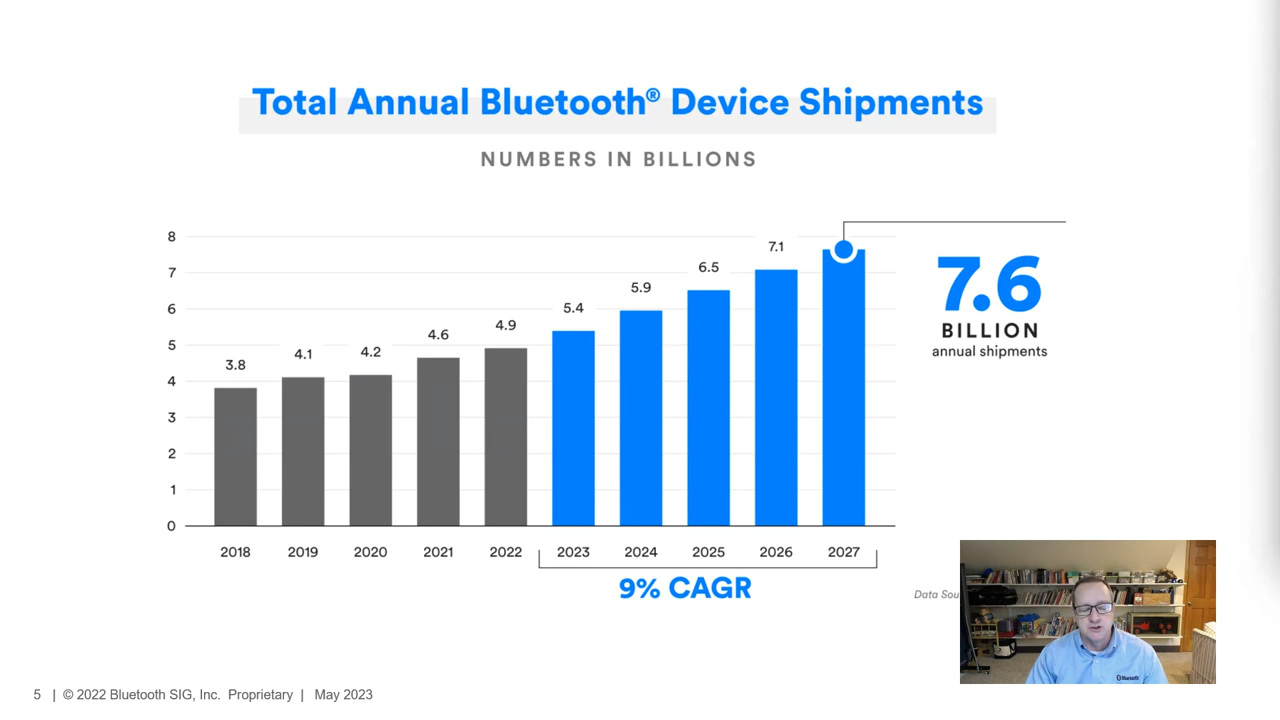 Total Annual Bluetooth® Device Shipments
NUMBERS IN BILLIONS
8
7
6
5
4
3
2
1
0
3.8
4.1
4.2
4.6
4.9
5.4
5.9
6.5
7.1
7.6
BILLION
annual shipments
2018 2019 2020 2021 2022 2023 2024 2025 2026 2027
9% CAGR
Data
Bluetooth
5 | © 2022 Bluetooth SIG, Inc. Proprietary | May 2023